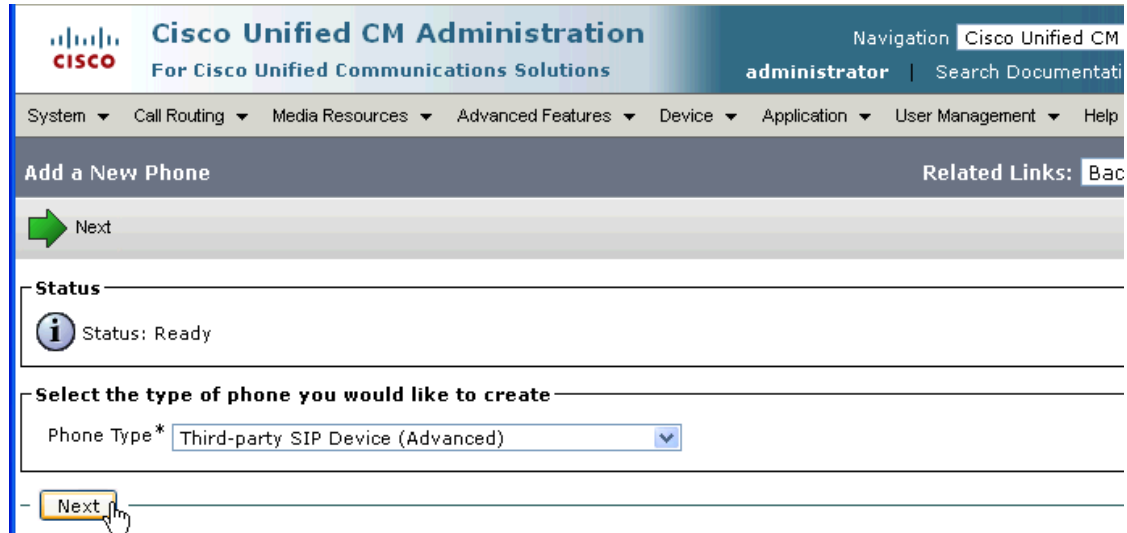 CISCO
Cisco Unified CM Administration
For Cisco Unified Communications Solutions
Navigation Cisco Unified CM
administrator | Search Documentati
System Call Routing Media Resources Advanced Features Device Application User Management Help
Add a New Phone Related Links: Bac
Next
Status
i Status: Ready
Select the type of phone you would like to create
Phone Type* Third-party SIP Device (Advanced)
Next